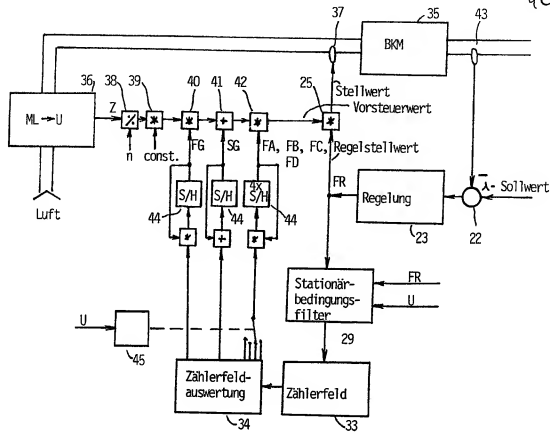 37
35
43
BKM
36
38
39
40
41
42
25
Stellwert
Vorsteuerwert
ML → U
Z
%
*
*
+
*
*
n
const.
FG
SG
FA, FB, FC,
FD
Regelstellwert
FR
Luft
S/H
S/H
4x
S/H
44
44
44
*
+
*
Regelung
23
λ- Sollwert
22
Stationär-
bedingungs-
filter
FR
U
29
U
45
Zählerfeld-
auswertung
34
Zählerfeld
33